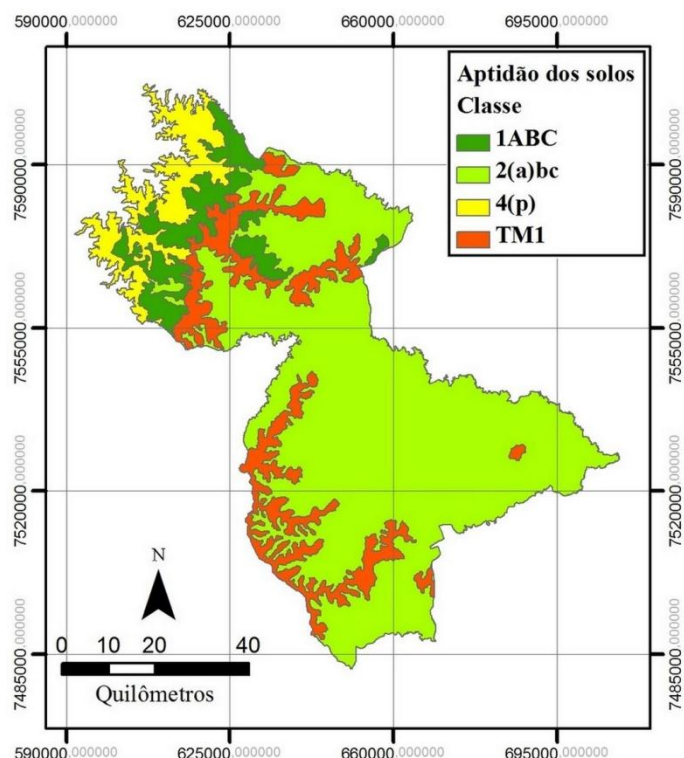 590000,000000 625000,000000 660000,000000 695000,000000
Aptidão dos solos
Classe
1ABC
2(a)bc
4(p)
TM1
7590000,000000 7590000,000000
7555000,000000 7555000,000000
7520000,000000 7520000,000000
7485000,000000 7485000,000000
N
0 10 20 40
Quilômetros
590000,000000 625000,000000 660000,000000 695000,000000